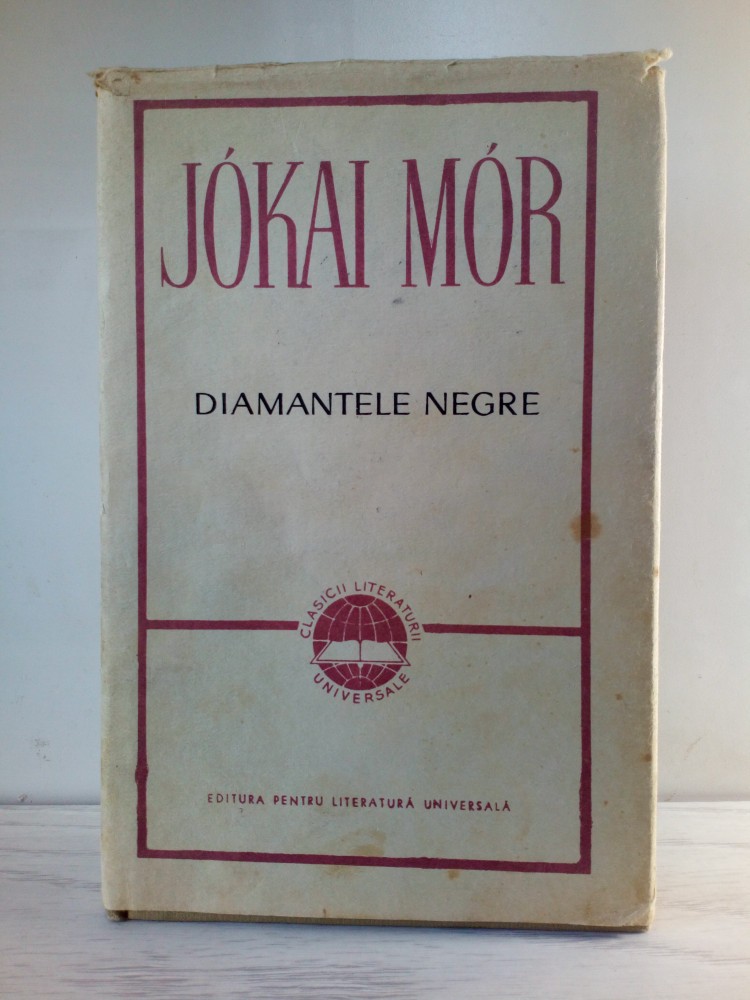 JÓKAI MÓR
DIAMANTELE NEGRE
CLASICII LITERATURII
UNIVERSALE
EDITURA PENTRU LITERATURĂ UNIVERSALĂ